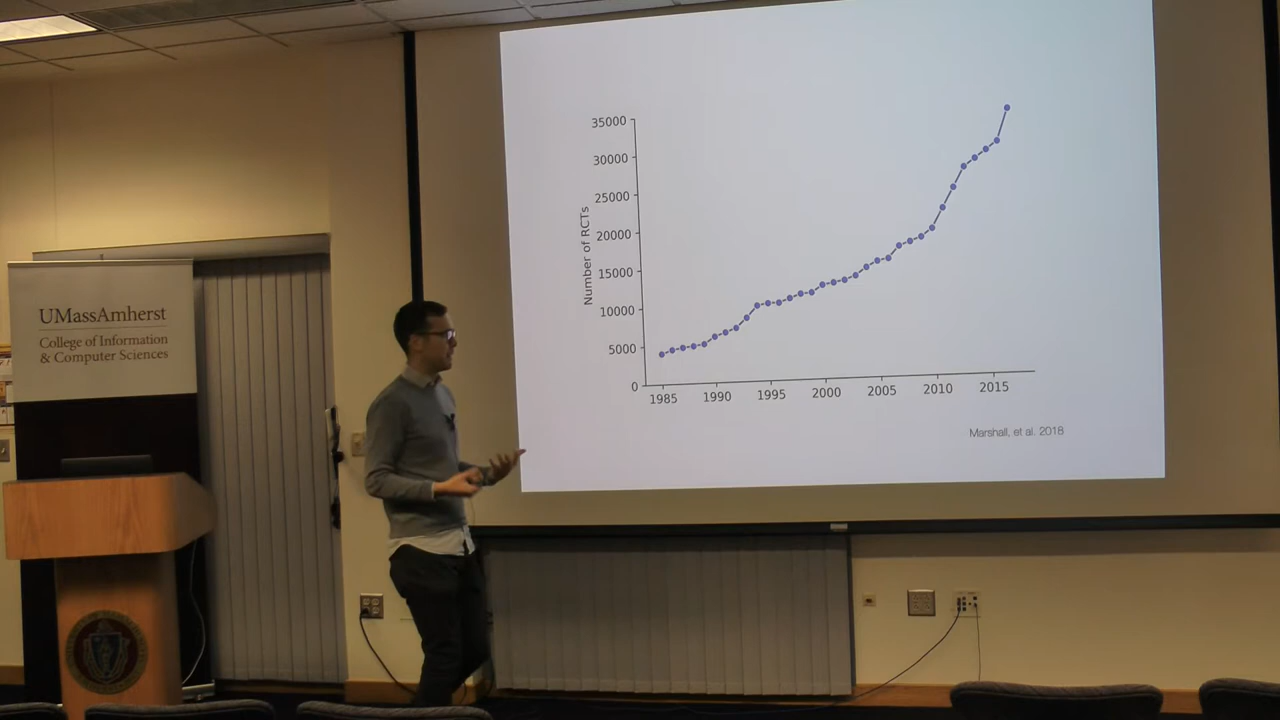 35000
30000
25000
20000
15000
10000
5000
0
Number of RCTs
1985 1990 1995 2000 2005 2010 2015
Marshall, et al. 2018
UMassAmherst
College of Information
& Computer Sciences